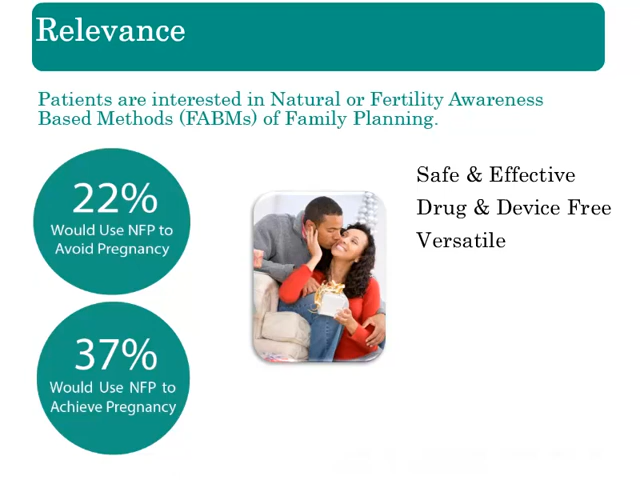 Relevance
Patients are interested in Natural or Fertility Awareness
Based Methods (FABMs) of Family Planning.
22%
Would Use NFP to
Avoid Pregnancy
37%
Would Use NFP to
Achieve Pregnancy
Safe & Effective
Drug & Device Free
Versatile